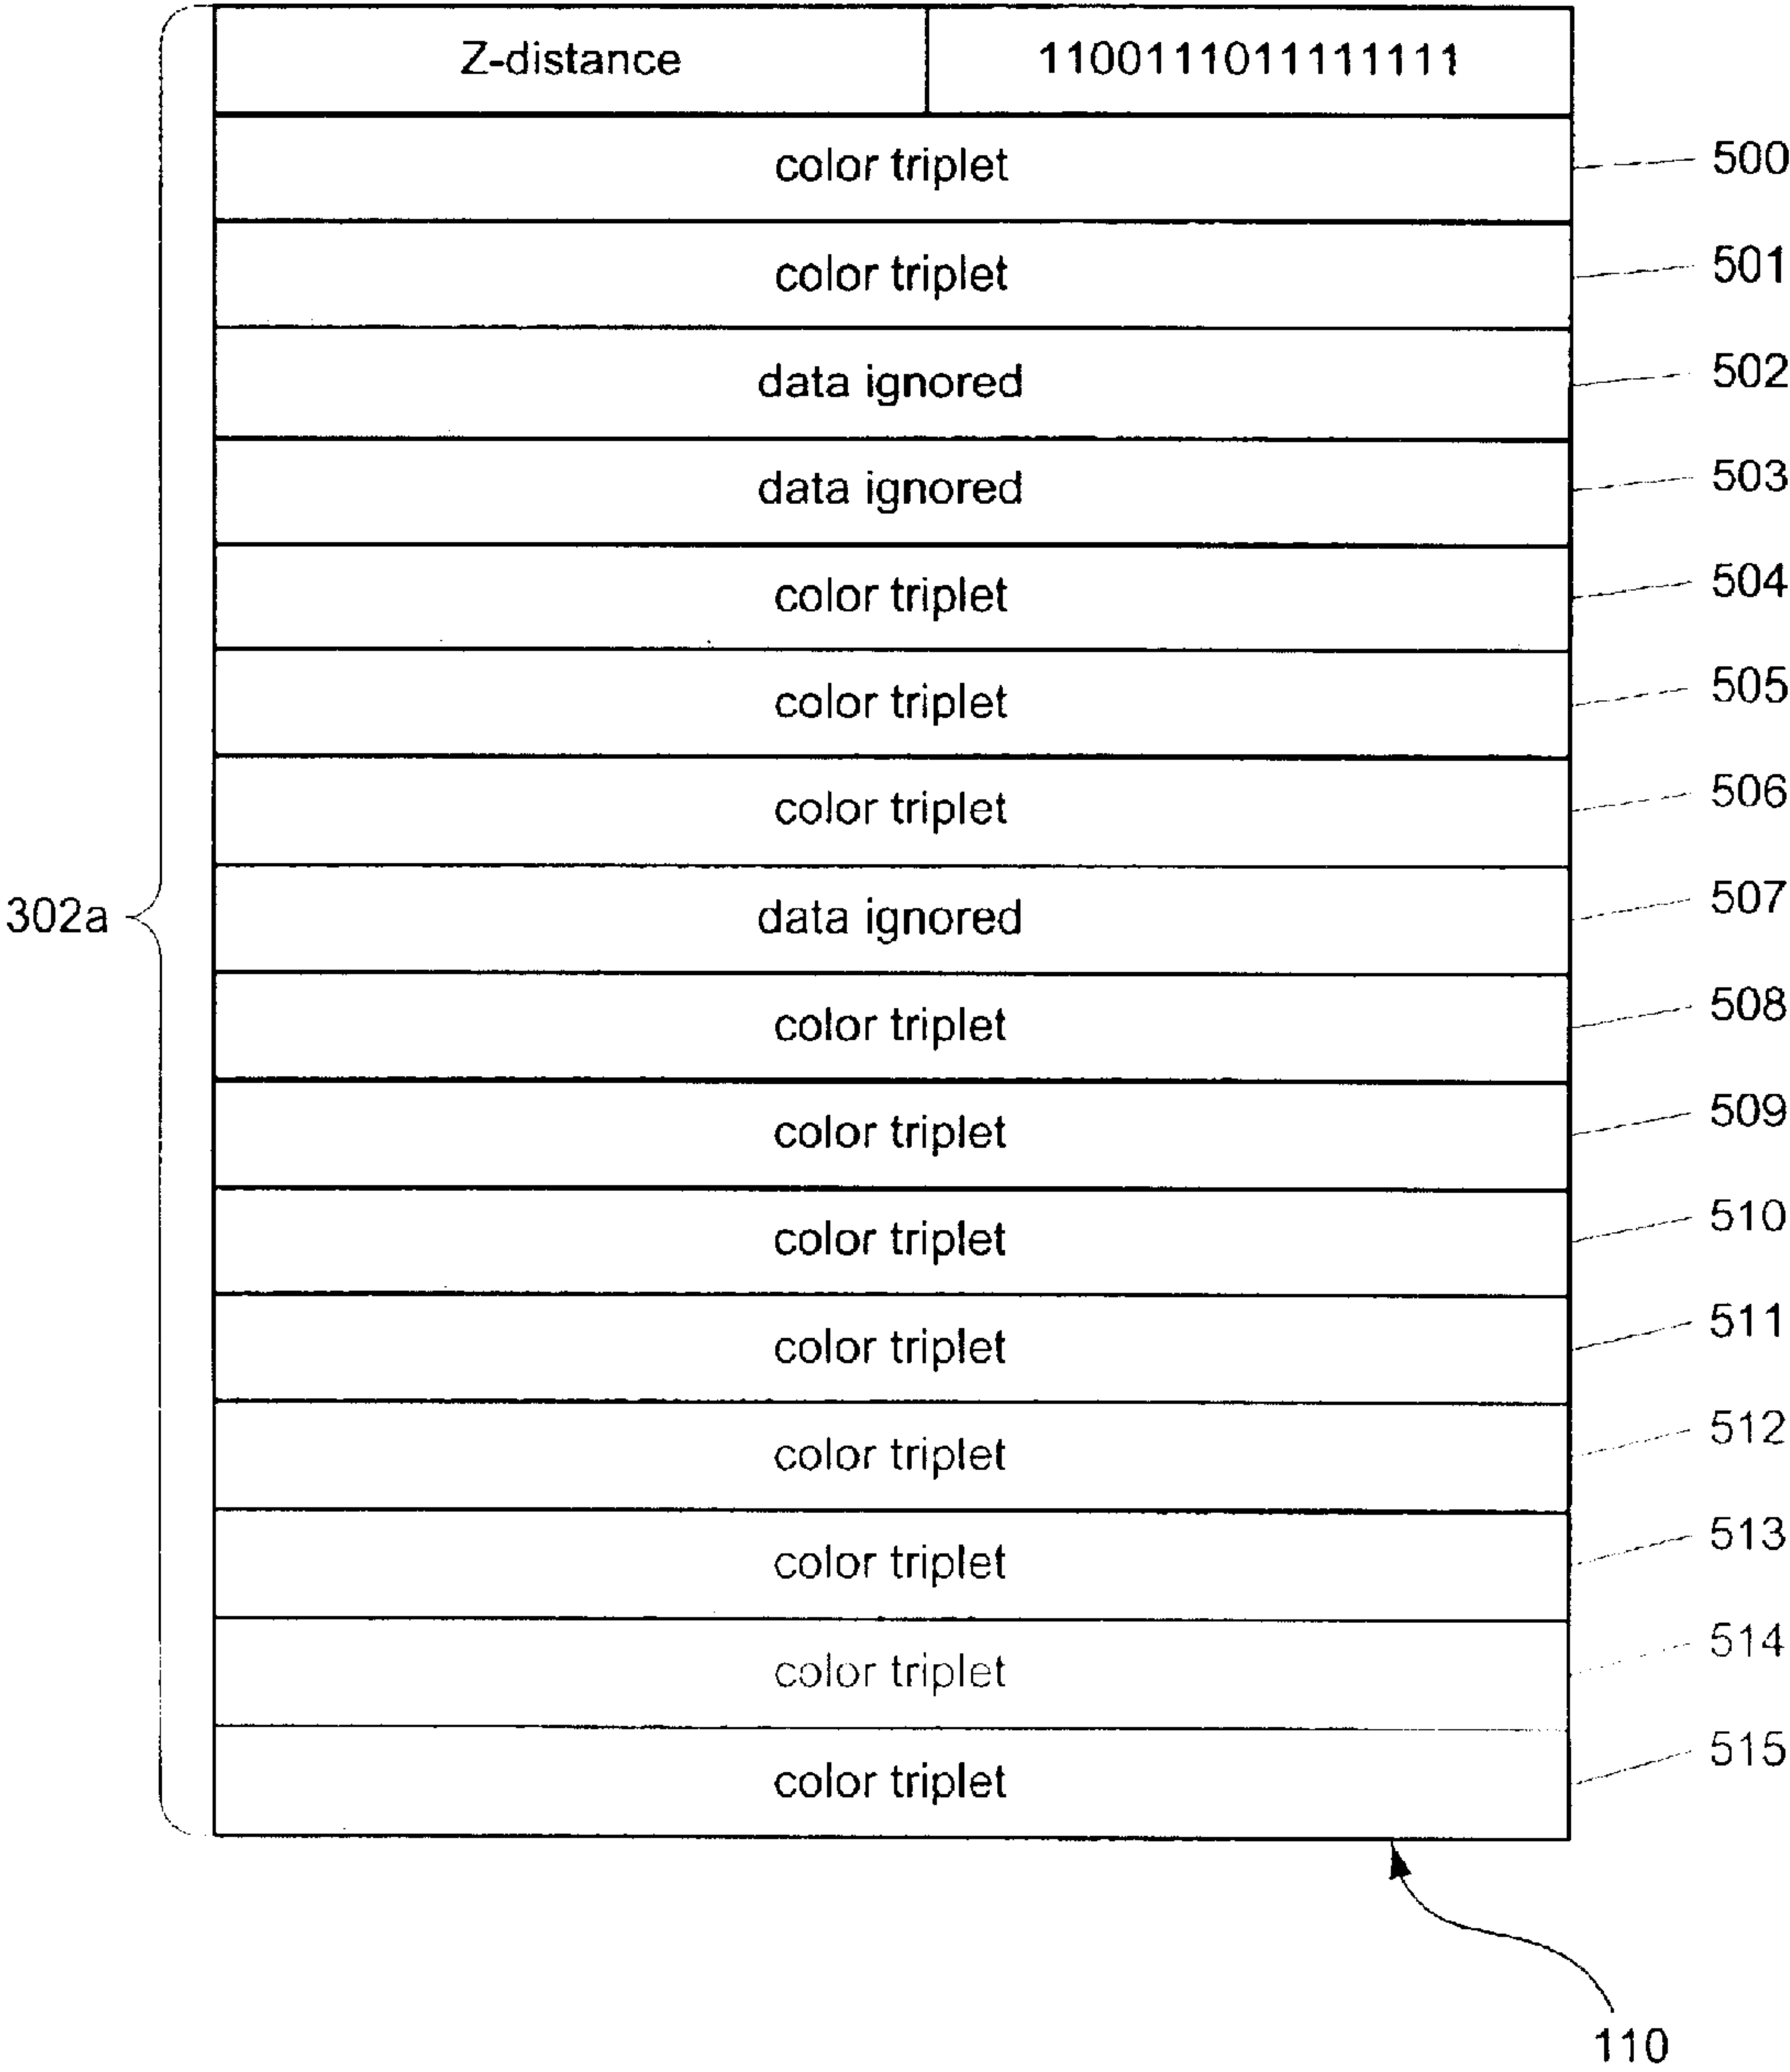 Z-distance 1100111011111111
color triplet 500
color triplet 501
data ignored 502
data ignored 503
color triplet 504
color triplet 505
color triplet 506
302a data ignored 507
color triplet 508
color triplet 509
color triplet 510
color triplet 511
color triplet 512
color triplet 513
color triplet 514
color triplet 515
110